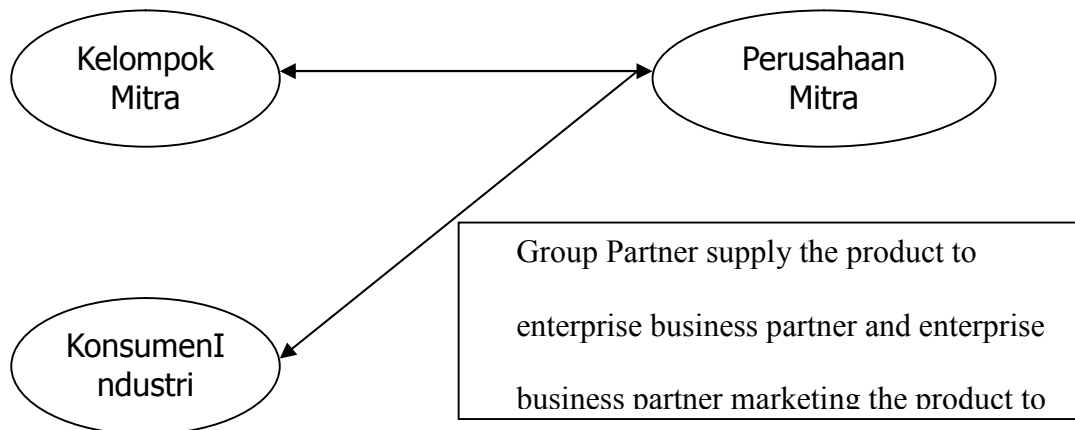 Kelompok
Mitra
Perusahaan
Mitra
KonsumenI
ndustri
Group Partner supply the product to
enterprise business partner and enterprise
business partner marketing the product to